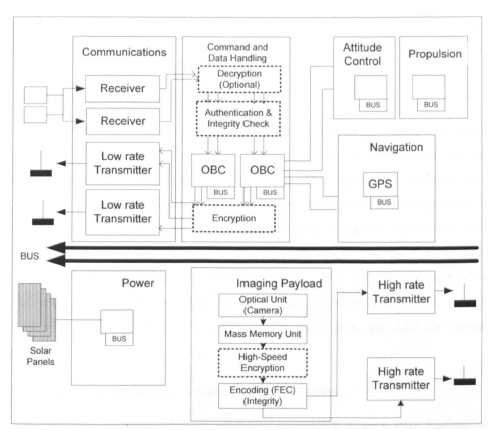 Communications
Receiver
Receiver
Low rate
Transmitter
Low rate
Transmitter
Command and
Data Handling
Decryption
(Optional)
Authentication &
Integrity Check
OBC
BUS
OBC
BUS
Encryption
Attitude
Control
BUS
Propulsion
BUS
Navigation
GPS
BUS
BUS
Solar
Panels
Power
BUS
Imaging Payload
Optical Unit
(Camera)
Mass Memory Unit
High-Speed
Encryption
Encoding (FEC)
(Integrity)
High rate
Transmitter
High rate
Transmitter